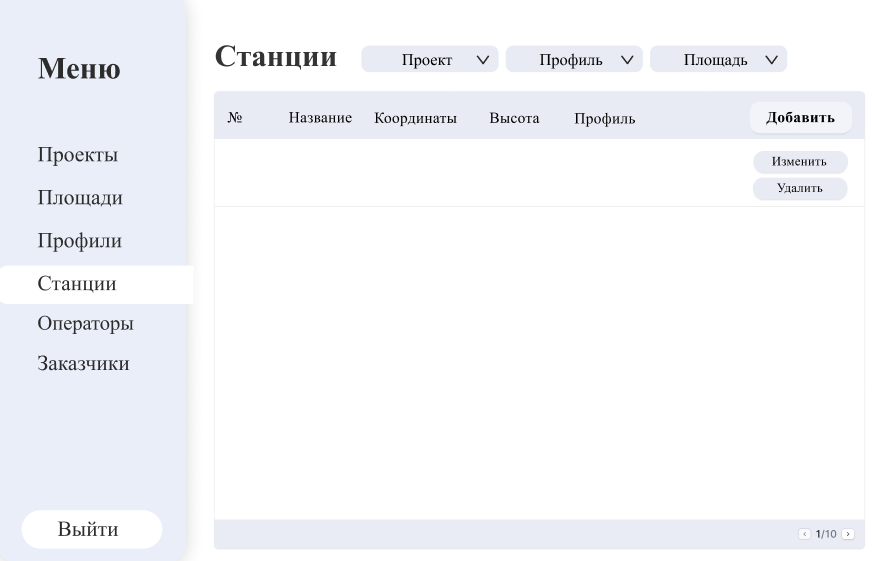 Меню
Проекты
Площади
Профили
Станции
Операторы
Заказчики
Выйти
Станции Проект Профиль Площадь
№ Название Координаты Высота Профиль Добавить
Изменить
Удалить
1/10